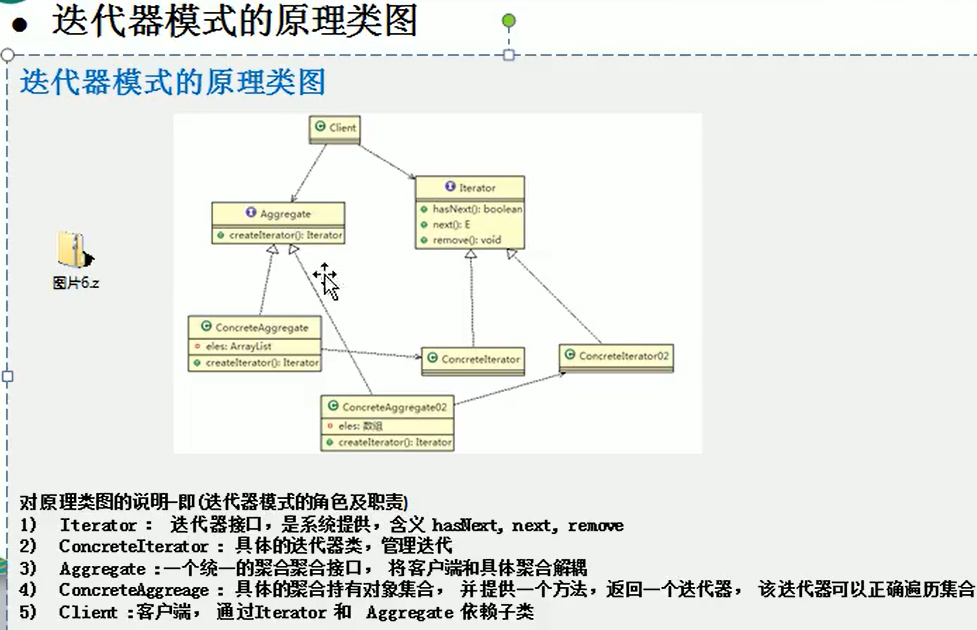 ● 迭代器模式的原理类图
迭代器模式的原理类图
Client
Iterator
hasNext(): boolean
next(): E
remove(): void
Aggregate
createIterator(): Iterator
图片6.z
ConcreteAggregate
eles: ArrayList
createIterator(): Iterator
ConcreteIterator
ConcreteIterator02
ConcreteAggregate02
eles: 数组
createIterator(): Iterator
对原理类图的说明-即(迭代器模式的角色及职责)
1) Iterator : 迭代器接口，是系统提供，含义 hasNext, next, remove
2) ConcreteIterator : 具体的迭代器类，管理迭代
3) Aggregate :一个统一的聚合聚合接口， 将客户端和具体聚合解耦
4) ConcreteAggreage : 具体的聚合持有对象集合， 并提供一个方法，返回一个迭代器， 该迭代器可以正确遍历集合
5) Client :客户端， 通过Iterator 和 Aggregate 依赖子类